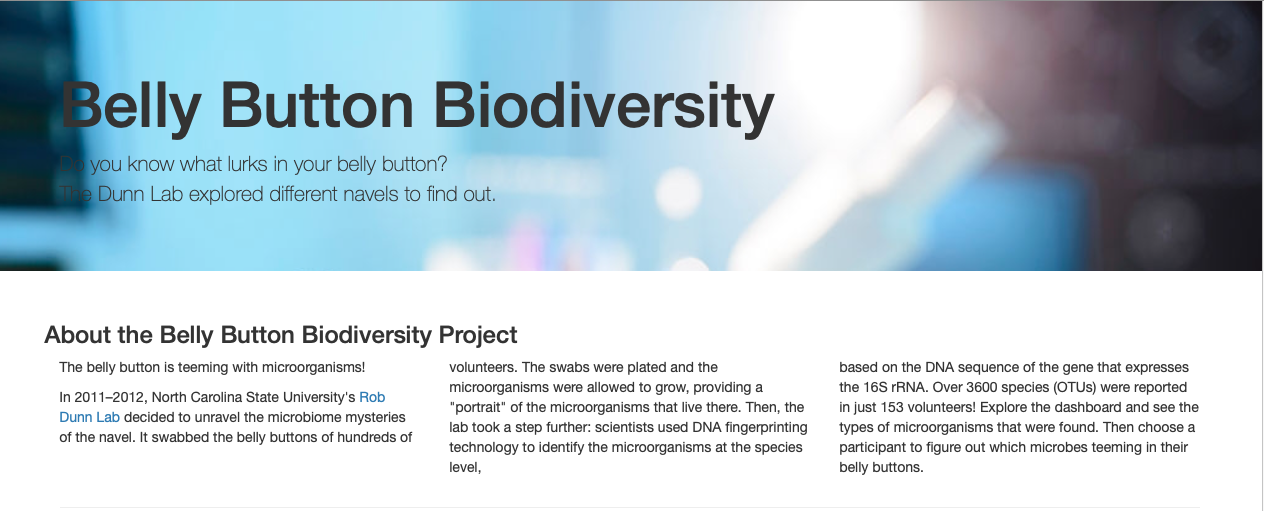 Belly Button Biodiversity
Do you know what lurks in your belly button?
The Dunn Lab explored different navels to find out.
About the Belly Button Biodiversity Project
The belly button is teeming with microorganisms!
In 2011–2012, North Carolina State University's Rob
Dunn Lab decided to unravel the microbiome mysteries
of the navel. It swabbed the belly buttons of hundreds of
volunteers. The swabs were plated and the
microorganisms were allowed to grow, providing a
"portrait" of the microorganisms that live there. Then, the
lab took a step further: scientists used DNA fingerprinting
technology to identify the microorganisms at the species
level,
based on the DNA sequence of the gene that expresses
the 16S rRNA. Over 3600 species (OTUs) were reported
in just 153 volunteers! Explore the dashboard and see the
types of microorganisms that were found. Then choose a
participant to figure out which microbes teeming in their
belly buttons.